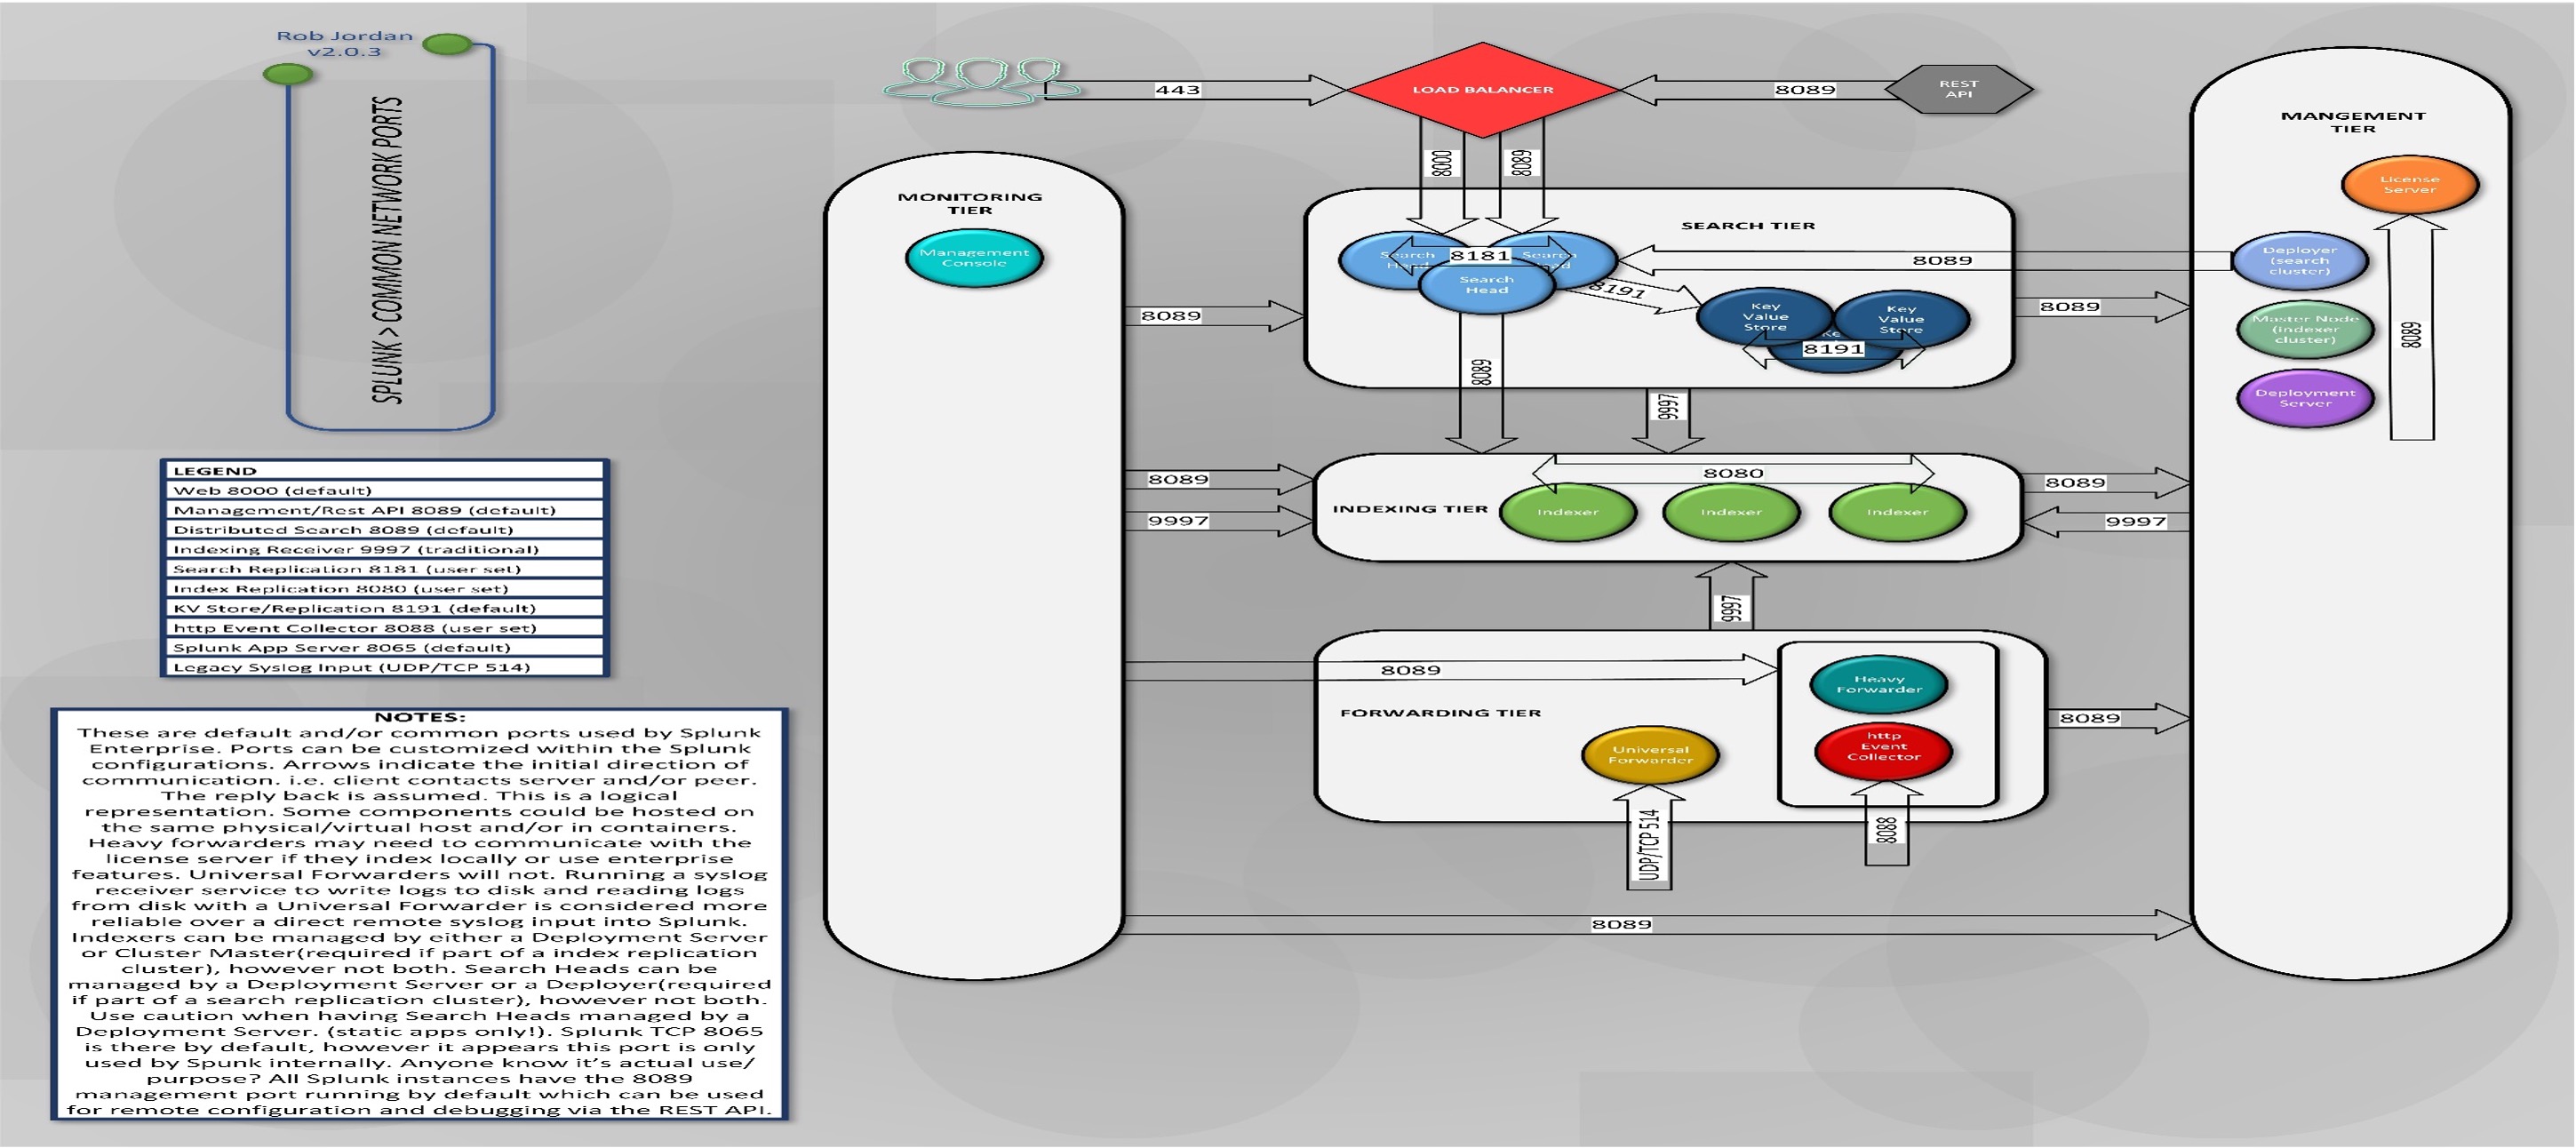 Rob Jordan
v2.0.3
SPLUNK > COMMON NETWORK PORTS
LEGEND
Web 8000 (default)
Management/Rest API 8089 (default)
Distributed Search 8089 (default)
Indexing Receiver 9997 (traditional)
Search Replication 8181 (user set)
Index Replication 8080 (user set)
KV Store/Replication 8191 (default)
http Event Collector 8088 (user set)
Splunk App Server 8065 (default)
Legacy Syslog Input (UDP/TCP 514)
NOTES:
These are default and/or common ports used by Splunk
Enterprise. Ports can be customized within the Splunk
configurations. Arrows indicate the initial direction of
communication. i.e. client contacts server and/or peer.
The reply back is assumed. This is a logical
representation. Some components could be hosted on
the same physical/virtual host and/or in containers.
Heavy forwarders may need to communicate with the
license server if they index locally or use enterprise
features. Universal Forwarders will not. Running a syslog
receiver service to write logs to disk and reading logs
from disk with a Universal Forwarder is considered more
reliable over a direct remote syslog input into Splunk.
Indexers can be managed by either a Deployment Server
or Cluster Master(required if part of a index replication
cluster), however not both. Search Heads can be
managed by a Deployment Server or a Deployer(required
if part of a search replication cluster), however not both.
Use caution when having Search Heads managed by a
Deployment Server. (static apps only!). Splunk TCP 8065
is there by default, however it appears this port is only
used by Spunk internally. Anyone know it's actual use/
purpose? All Splunk instances have the 8089
management port running by default which can be used
for remote configuration and debugging via the REST API.
443
LOAD BALANCER
8089
REST
API
8000
8089
MONITORING
TIER
Management
Console
8089
8089
9997
8089
8089
SEARCH TIER
Search
Search
8181
Search
Head
8191
Key
Value
Store
Key
Value
Store
8191
8089
8089
8089
9997
INDEXING TIER
8080
Indexer
Indexer
Indexer
8089
9997
9997
FORWARDING TIER
Universal
Forwarder
Heavy
Forwarder
http
Event
Collector
UDP/TCP 514
8088
8089
MANGEMENT
TIER
License
Server
Deployer
(search
cluster)
Master Node
(indexer
cluster)
Deployment
Server
8089